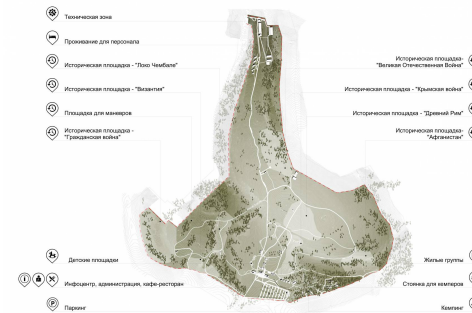 Техническая зона
Проживание для персонала
Историческая площадка - "Локо Чембале"
Историческая площадка - "Византия"
Площадка для маневров
Историческая площадка -
"Гражданская война"
Детские площадки
Инфоцентр, администрация, кафе-ресторан
Паркинг
Историческая площадка-
"Великая Отечественная Война"
Историческая площадка - "Крымская война"
Историческая площадка - "Древний Рим"
Историческая площадка-
"Афганистан"
Жилые группы
Стоянка для кемперов
Кемпинг